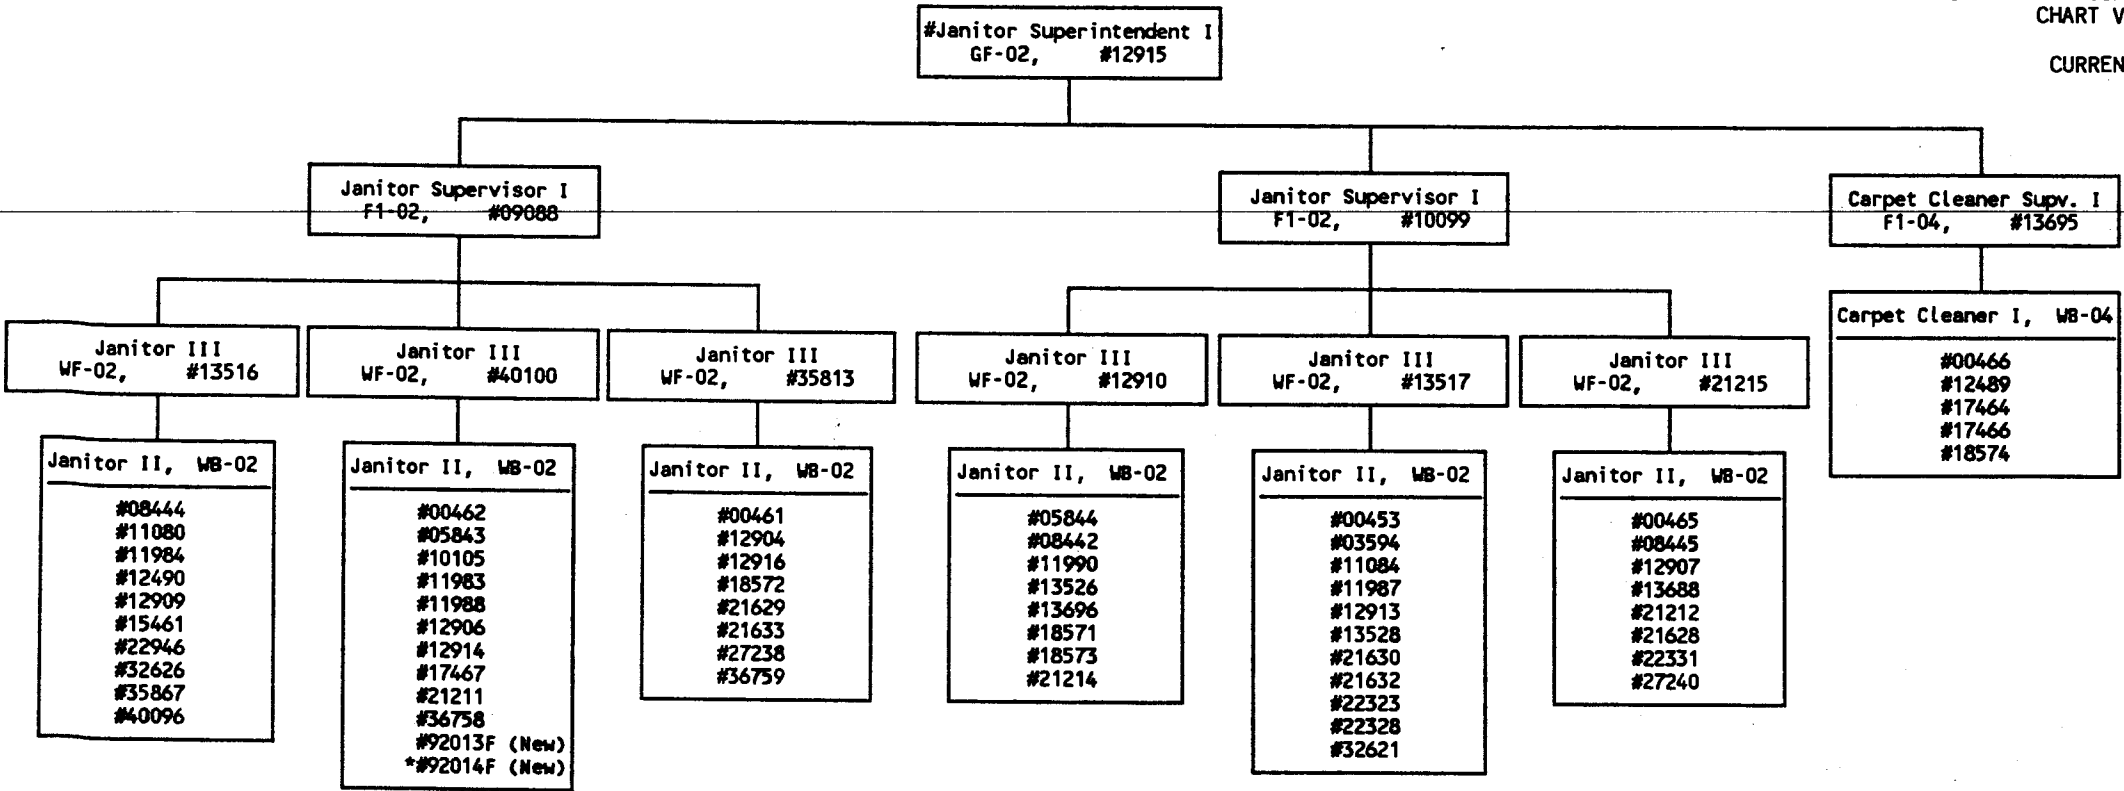 CHART V
CURREN
#Janitor Superintendent I
GF-02, #12915
Janitor Supervisor I
F1-02, #09088
Janitor Supervisor I
F1-02, #10099
Carpet Cleaner Supv. I
F1-04, #13695
Janitor III
WF-02, #13516
Janitor III
WF-02, #40100
Janitor III
WF-02, #35813
Janitor III
WF-02, #12910
Janitor III
WF-02, #13517
Janitor III
WF-02, #21215
Carpet Cleaner I, WB-04
#00466
#12489
#17464
#17466
#18574
Janitor II, WB-02
#08444
#11080
#11984
#12490
#12909
#15461
#22946
#32626
#35867
#40096
Janitor II, WB-02
#00462
#05843
#10105
#11983
#11988
#12906
#12914
#17467
#21211
#36758
#92013F (New)
*#92014F (New)
Janitor II, WB-02
#00461
#12904
#12916
#18572
#21629
#21633
#27238
#36759
Janitor II, WB-02
#05844
#08442
#11990
#13526
#13696
#18571
#18573
#21214
Janitor II, WB-02
#00453
#03594
#11084
#11987
#12913
#13528
#21630
#21632
#22323
#22328
#32621
Janitor II, WB-02
#00465
#08445
#12907
#13688
#21212
#21628
#22331
#27240